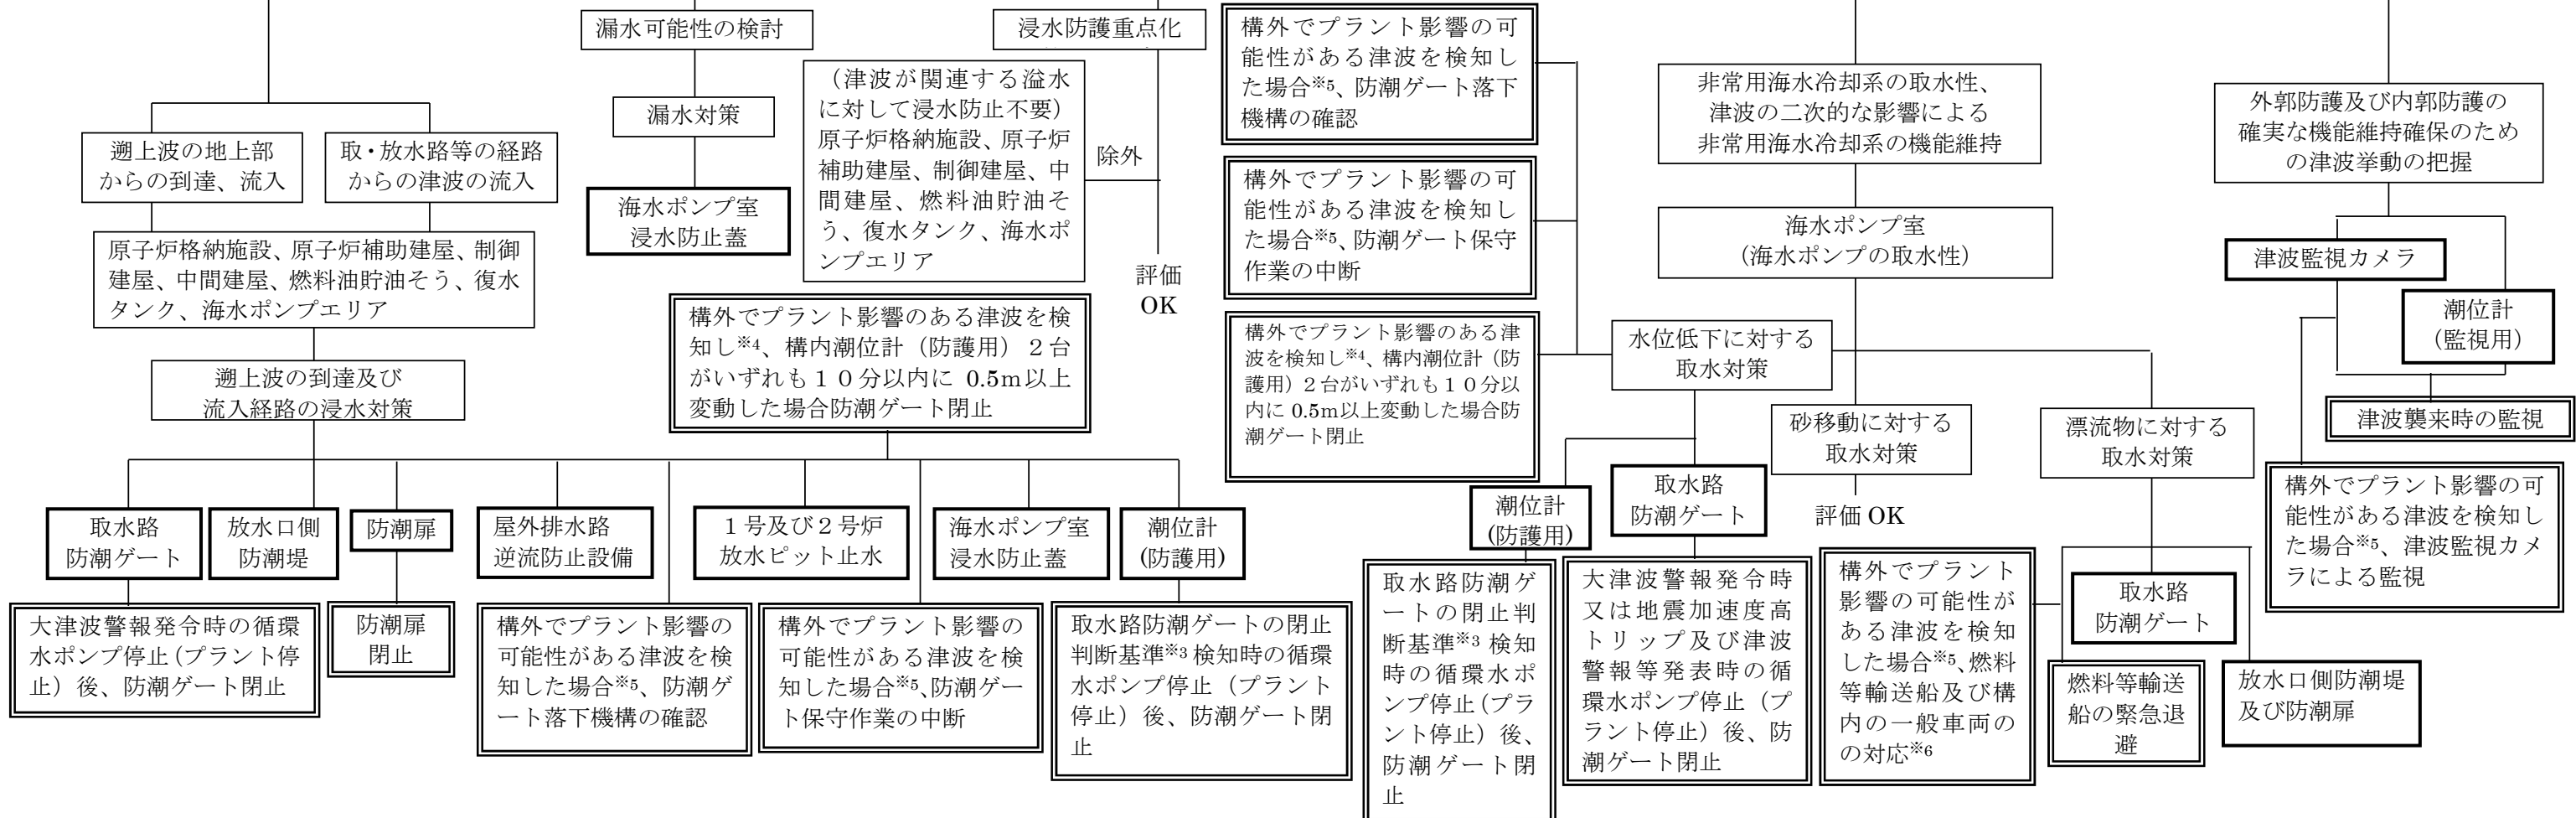 漏水可能性の検討
漏水対策
海水ポンプ室
浸水防止蓋
浸水防護重点化
（津波が関連する溢水
に対して浸水防止不要）
原子炉格納施設、原子炉
補助建屋、制御建屋、中
間建屋、燃料油貯油そ
う、復水タンク、海水ポ
ンプエリア
除外
評価
OK
遡上波の地上部
からの到達、流入
取・放水路等の経路
からの津波の流入
原子炉格納施設、原子炉補助建屋、制御
建屋、中間建屋、燃料油貯油そう、復水
タンク、海水ポンプエリア
遡上波の到達及び
流入経路の浸水対策
構外でプラント影響のある津波を検
知し※4、構内潮位計（防護用）２台
がいずれも１０分以内に 0.5m以上
変動した場合防潮ゲート閉止
取水路
防潮ゲート
放水口側
防潮堤
防潮扉
屋外排水路
逆流防止設備
１号及び２号炉
放水ピット止水
海水ポンプ室
浸水防止蓋
潮位計
(防護用)
大津波警報発令時の循環
水ポンプ停止（プラント停
止）後、防潮ゲート閉止
防潮扉
閉止
構外でプラント影響の
可能性がある津波を検
知した場合※5、防潮ゲ
ート落下機構の確認
構外でプラント影響の
可能性がある津波を検
知した場合※5、防潮ゲー
ト保守作業の中断
取水路防潮ゲートの閉止
判断基準※3 検知時の循環
水ポンプ停止（プラント
停止）後、防潮ゲート閉
止
構外でプラント影響の可
能性がある津波を検知し
た場合※5、防潮ゲート落下
機構の確認
構外でプラント影響の可
能性がある津波を検知し
た場合※5、防潮ゲート保守
作業の中断
構外でプラント影響のある津
波を検知し※4、構内潮位計（防
護用）２台がいずれも１０分以
内に 0.5m以上変動した場合防
潮ゲート閉止
非常用海水冷却系の取水性、
津波の二次的な影響による
非常用海水冷却系の機能維持
海水ポンプ室
（海水ポンプの取水性）
水位低下に対する
取水対策
砂移動に対する
取水対策
評価 OK
漂流物に対する
取水対策
潮位計
(防護用)
取水路
防潮ゲート
取水路防潮ゲ
ートの閉止判
断基準※3 検知
時の循環水ポ
ンプ停止（プラ
ント停止）後、
防潮ゲート閉
止
大津波警報発令時
又は地震加速度高
トリップ及び津波
警報等発表時の循
環水ポンプ停止（プ
ラント停止）後、防
潮ゲート閉止
構外でプラント
影響の可能性が
ある津波を検知
した場合※5、燃料
等輸送船及び構
内の一般車両の
の対応※6
取水路
防潮ゲート
燃料等輸送
船の緊急退
避
放水口側防潮堤
及び防潮扉
外郭防護及び内郭防護の
確実な機能維持確保のため
の津波挙動の把握
津波監視カメラ
潮位計
（監視用）
津波襲来時の監視
構外でプラント影響の可
能性がある津波を検知し
た場合※5、津波監視カメ
ラによる監視